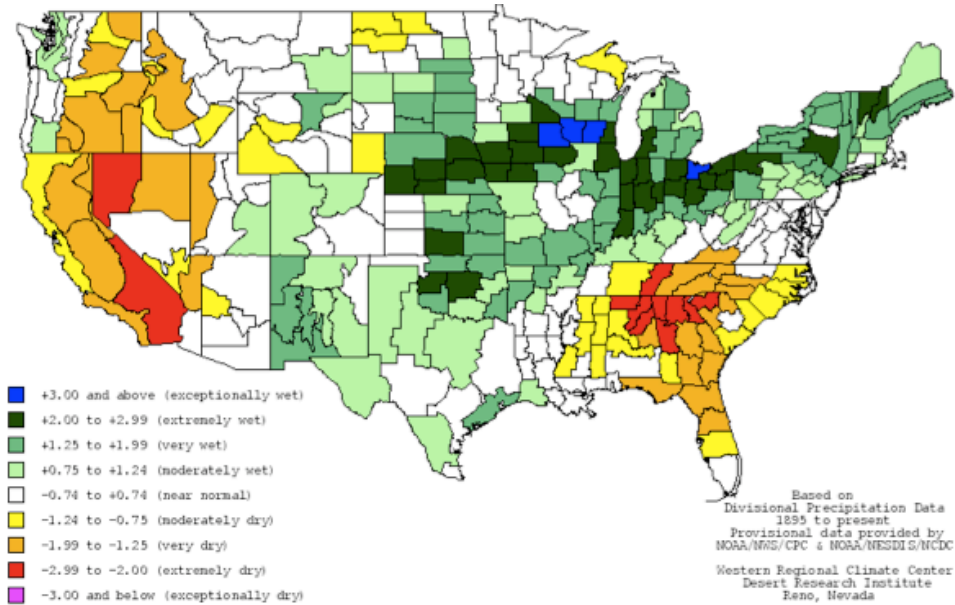 +3.00 and above (exceptionally wet)
+2.00 to +2.99 (extremely wet)
+1.25 to +1.99 (very wet)
+0.75 to +1.24 (moderately wet)
-0.74 to +0.74 (near normal)
-1.24 to -0.75 (moderately dry)
-1.99 to -1.25 (very dry)
-2.99 to -2.00 (extremely dry)
-3.00 and below (exceptionally dry)
Based on
Divisional Precipitation Data
1895 to present
Provisional data provided by
NOAA/NWS/CPC & NOAA/NESDIS/NCDC
Western Regional Climate Center
Desert Research Institute
Reno, Nevada